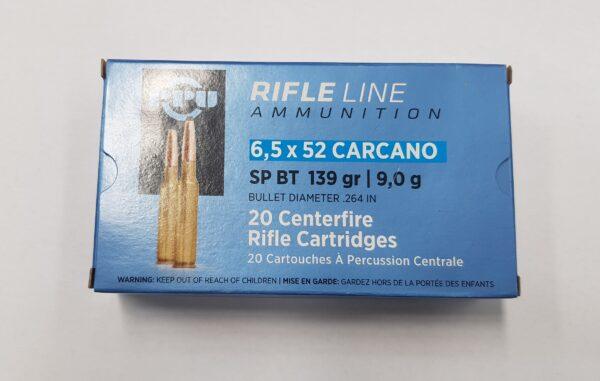 PPU
RIFLE LINE
AMMUNITION
6,5 x 52 CARCANO
SP BT 139 gr | 9,0 g
BULLET DIAMETER .264 IN
20 Centerfire
Rifle Cartridges
20 Cartouches À Percussion Centrale
WARNING: KEEP OUT OF REACH OF CHILDREN | MISE EN GARDE: GARDEZ HORS DE LA PORTÉE DES ENFANTS